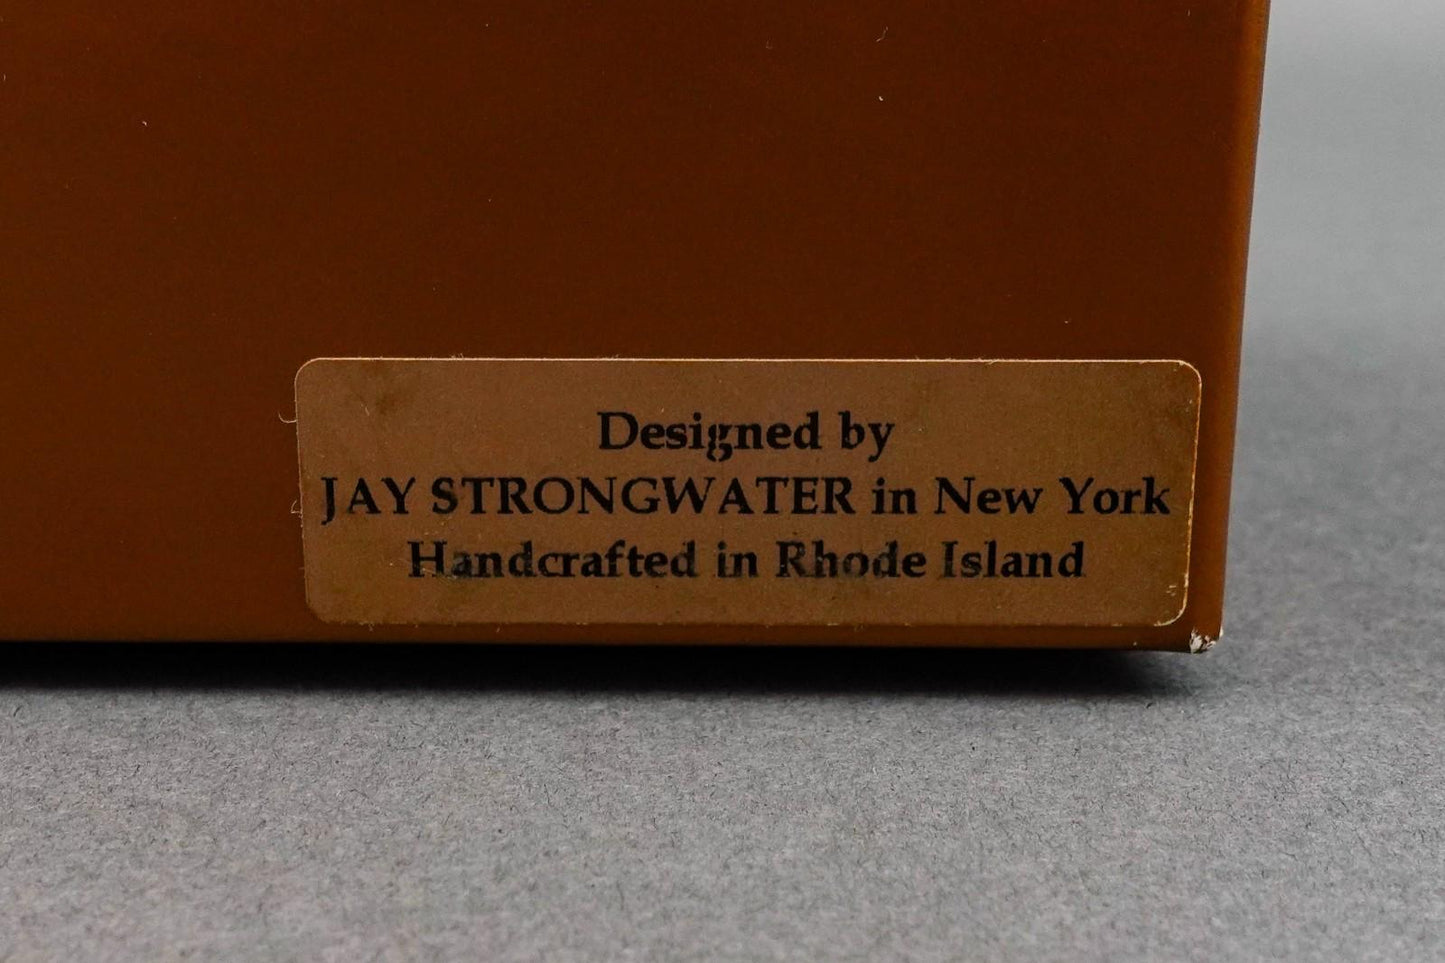 Designed by
JAY STRONGWATER in New York
Handcrafted in Rhode Island